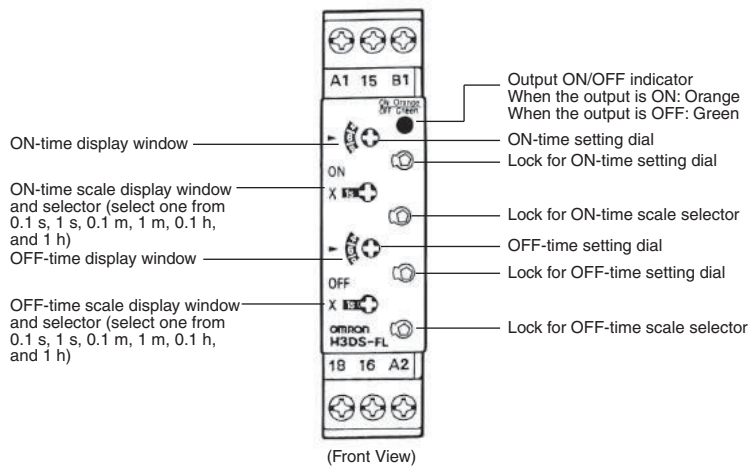 A1 15 B1
ON Orange
OFF Green
Output ON/OFF indicator
When the output is ON: Orange
When the output is OFF: Green
ON-time display window
ON-time setting dial
Lock for ON-time setting dial
ON
ON-time scale display window
and selector (select one from
0.1 s, 1 s, 0.1 m, 1 m, 0.1 h,
and 1 h)
X
Lock for ON-time scale selector
OFF-time display window
OFF-time setting dial
Lock for OFF-time setting dial
OFF
OFF-time scale display window
and selector (select one from
0.1 s, 1 s, 0.1 m, 1 m, 0.1 h,
and 1 h)
X
Lock for OFF-time scale selector
OMRON
H3DS-FL
18 16 A2
(Front View)